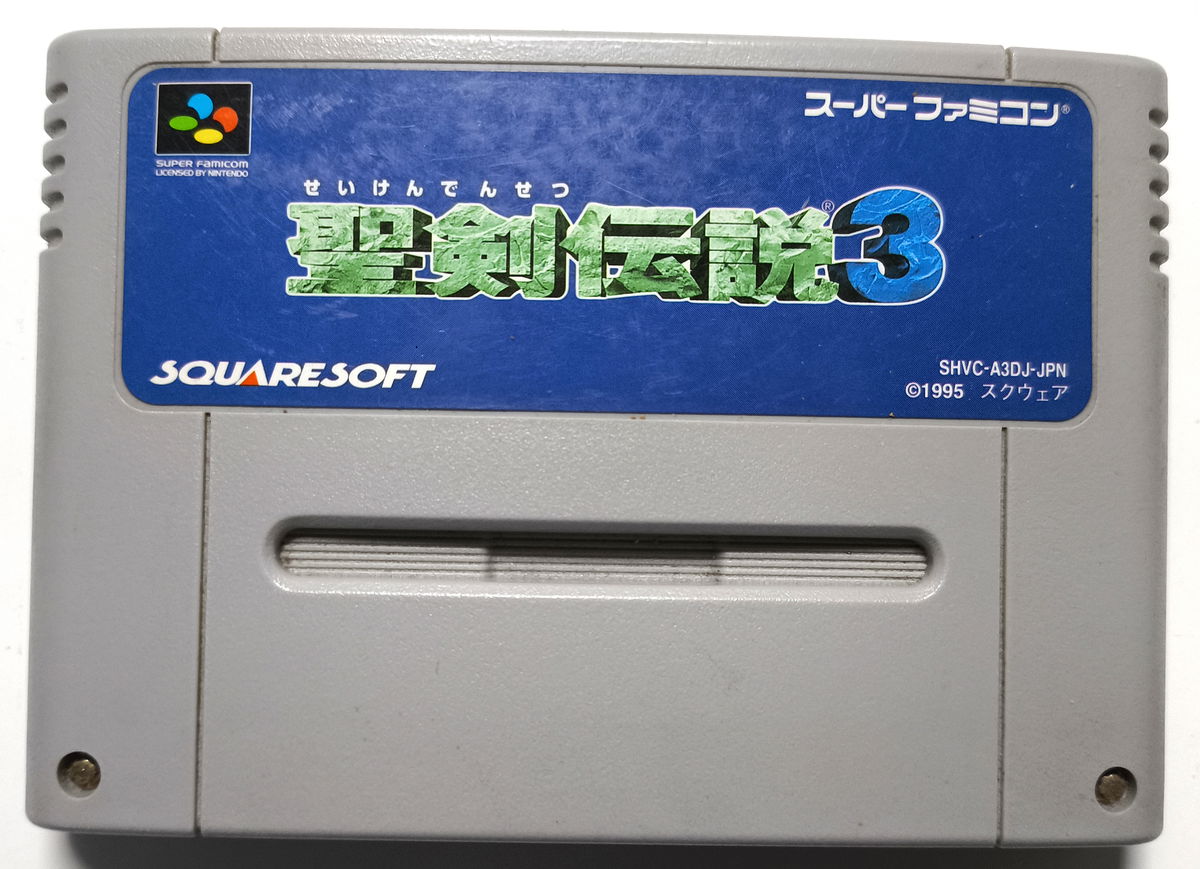 スーパーファミコン®
SUPER FAMICOM
LICENSED BY NINTENDO
せいけんでんせつ
聖剣伝説®3
SQUARESOFT
SHVC-A3DJ-JPN
©1995 スクウェア